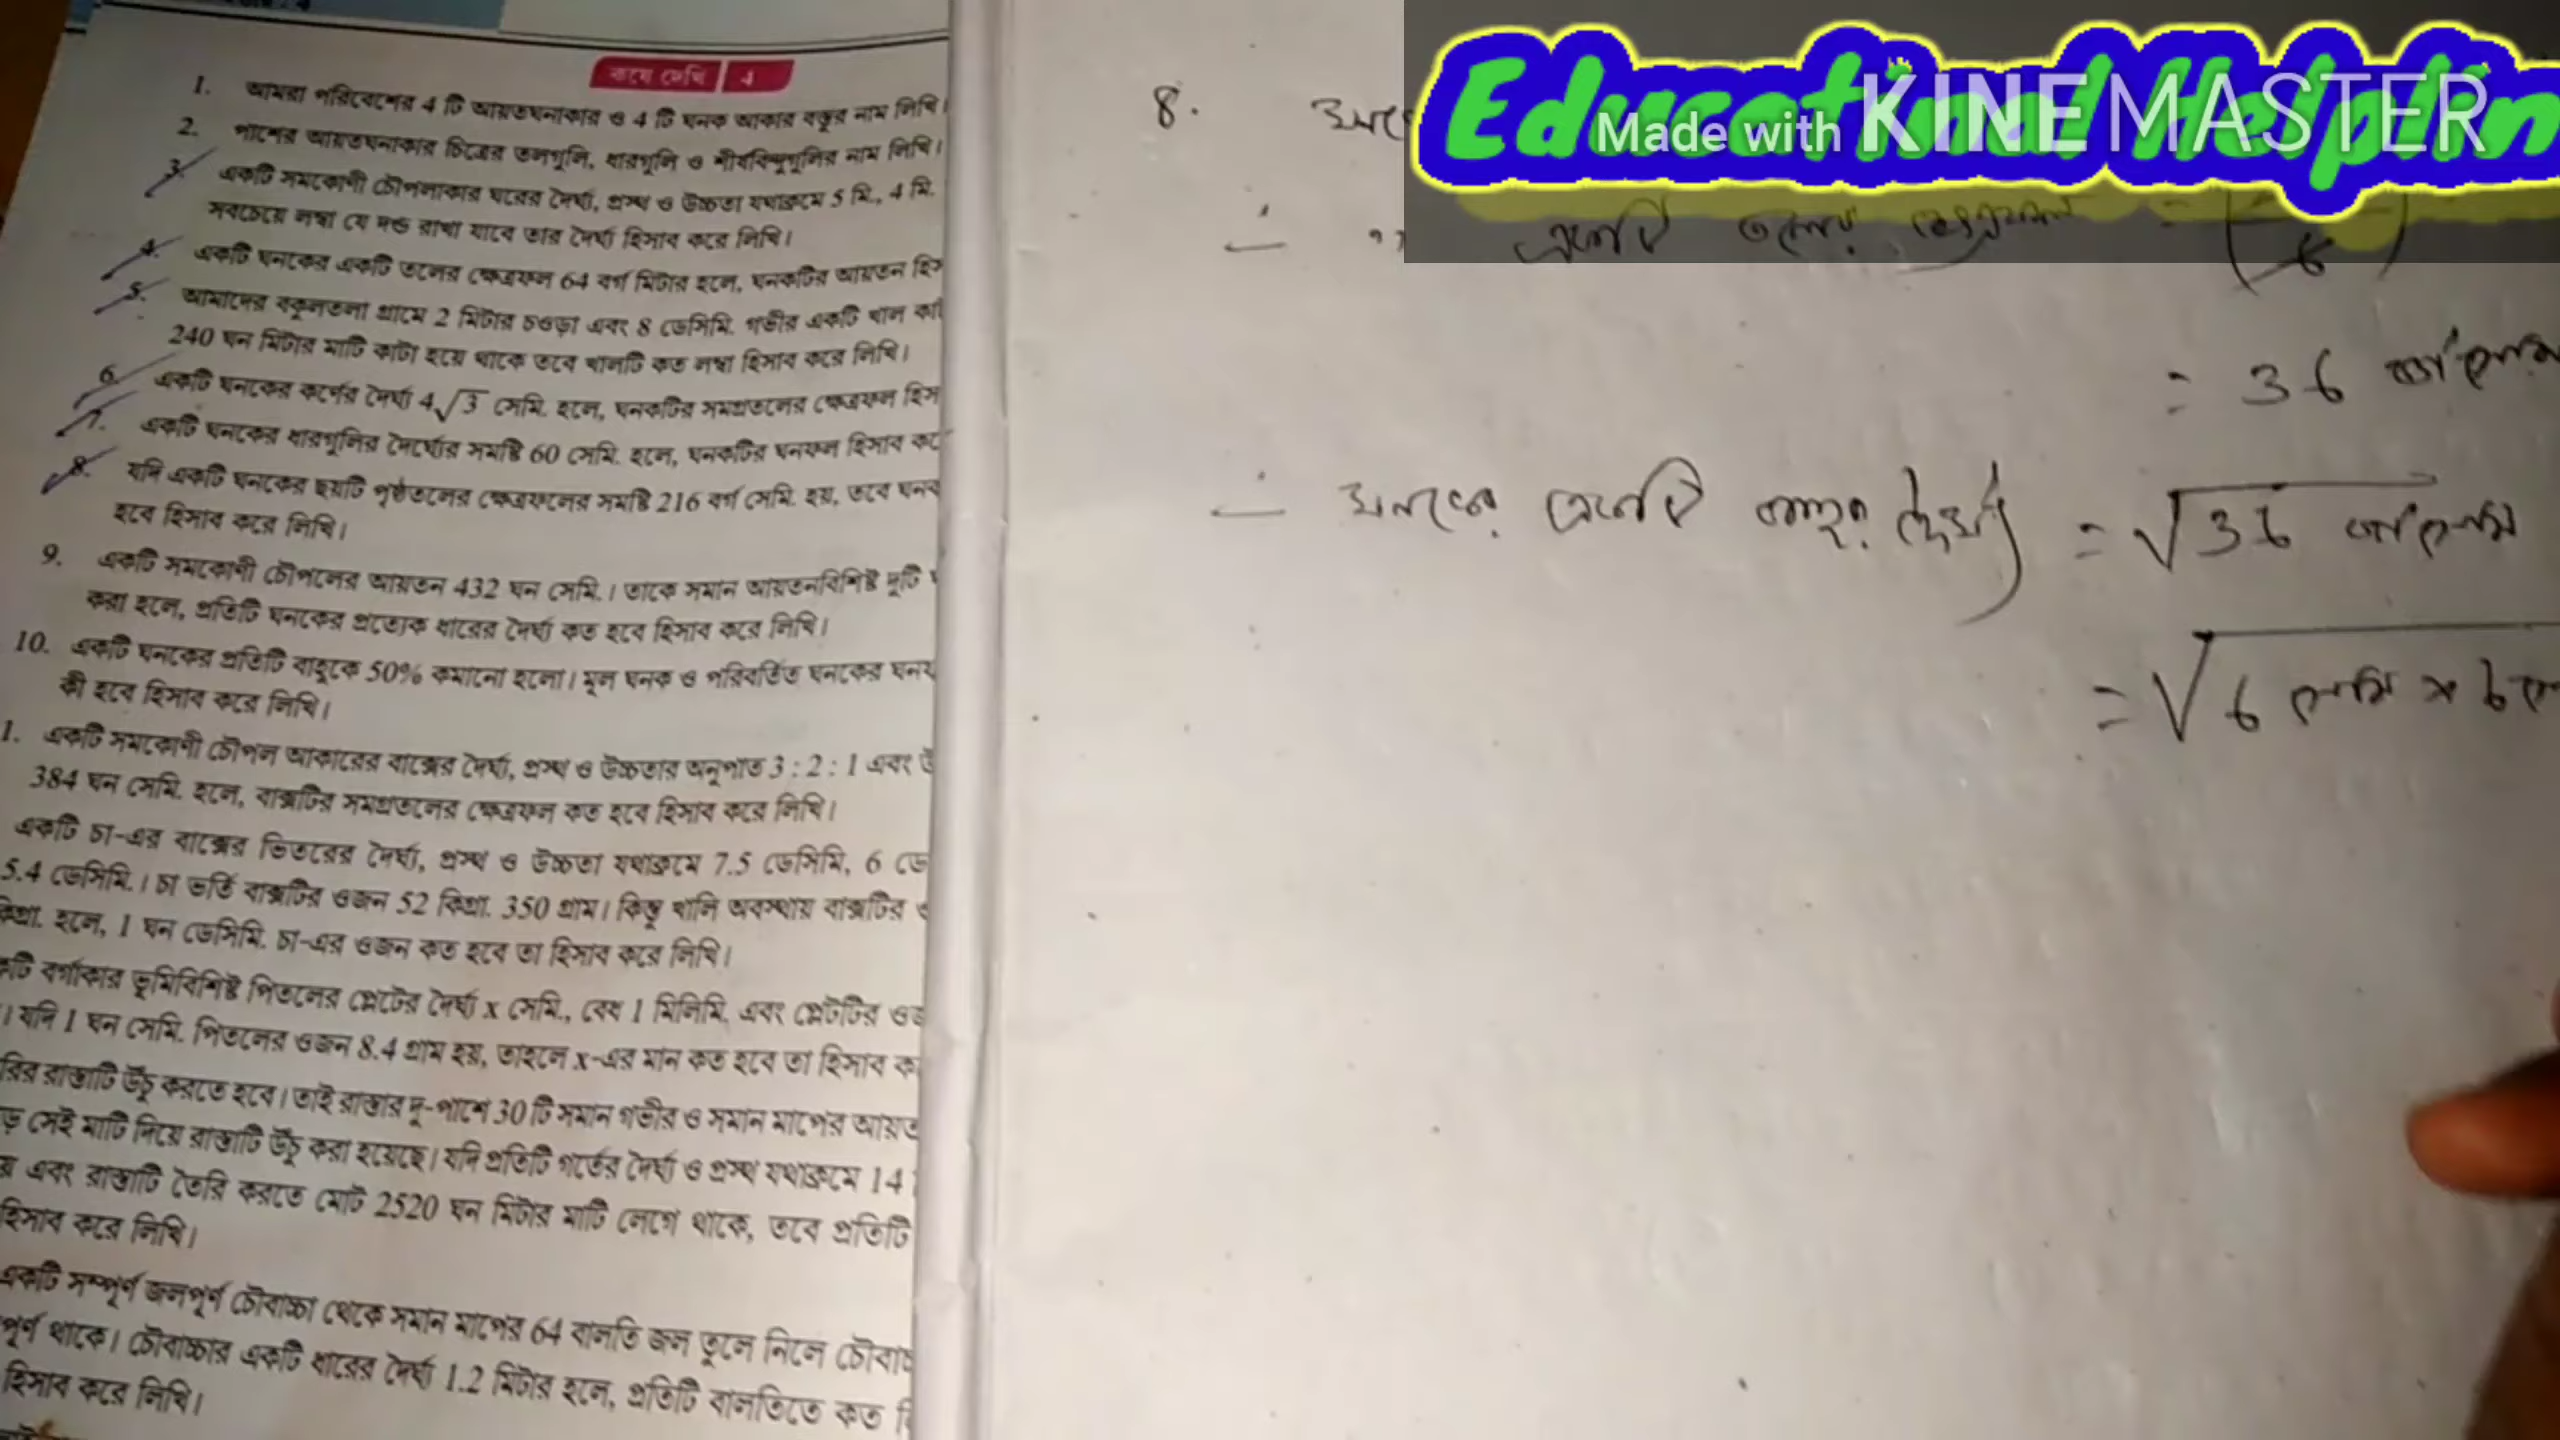 কষে দেখি 4
1. আমরা পরিবেশের 4 টি আয়তঘনাকার ও 4 টি ঘনক আকার বস্তুর নাম লিখি।
2. পাশের আয়তঘনাকার চিত্রের তলগুলি, ধারগুলি ও শীর্ষবিন্দুগুলির নাম লিখি।
3. একটি সমকোণী চৌপলাকার ঘরের দৈর্ঘ্য, প্রস্থ ও উচ্চতা যথাক্রমে 5 মি., 4 মি.
সবচেয়ে লম্বা যে দণ্ড রাখা যাবে তার দৈর্ঘ্য হিসাব করে লিখি।
4. একটি ঘনকের একটি তলের ক্ষেত্রফল 64 বর্গ মিটার হলে, ঘনকটির আয়তন
5. আমাদের বকুলতলা গ্রামে 2 মিটার চওড়া এবং 8 ডেসিমি. গভীর একটি খাল
240 ঘন মিটার মাটি কাটা হয়ে থাকে তবে খালটি কত লম্বা হিসাব করে লিখি।
6. একটি ঘনকের কর্ণের দৈর্ঘ্য 4√3 সেমি. হলে, ঘনকটির সমগ্রতলের ক্ষেত্রফল
7. একটি ঘনকের ধারগুলির দৈর্ঘ্যের সমষ্টি 60 সেমি. হলে, ঘনকটির ঘনফল হিসাব
8. যদি একটি ঘনকের ছয়টি পৃষ্ঠতলের ক্ষেত্রফলের সমষ্টি 216 বর্গ সেমি. হয়, তবে
হবে হিসাব করে লিখি।
9. একটি সমকোণী চৌপলের আয়তন 432 ঘন সেমি.। তাকে সমান আয়তনবিশিষ্ট দুটি
করা হলে, প্রতিটি ঘনকের প্রত্যেক ধারের দৈর্ঘ্য কত হবে হিসাব করে লিখি।
10. একটি ঘনকের প্রতিটি বাহুকে 50% কমানো হলো। মূল ঘনক ও পরিবর্তিত ঘনকের
কী হবে হিসাব করে লিখি।
1. একটি সমকোণী চৌপল আকারের বাক্সের দৈর্ঘ্য, প্রস্থ ও উচ্চতার অনুপাত 3 : 2 : 1 এবং
384 ঘন সেমি. হলে, বাক্সটির সমগ্রতলের ক্ষেত্রফল কত হবে হিসাব করে লিখি।
একটি চা-এর বাক্সের ভিতরের দৈর্ঘ্য, প্রস্থ ও উচ্চতা যথাক্রমে 7.5 ডেসিমি, 6
5.4 ডেসিমি.। চা ভর্তি বাক্সটির ওজন 52 কিগ্রা. 350 গ্রাম। কিন্তু খালি অবস্থায় বাক্সটির
হলে, 1 ঘন ডেসিমি. চা-এর ওজন কত হবে তা হিসাব করে লিখি।
বর্গাকার ভূমিবিশিষ্ট পিতলের প্লেটের দৈর্ঘ্য x সেমি., বেধ 1 মিলিমি. এবং প্লেটটির
। যদি 1 ঘন সেমি. পিতলের ওজন 8.4 গ্রাম হয়, তাহলে x-এর মান কত হবে তা হিসাব
রাস্তাটি উঁচু করতে হবে। তাই রাস্তার দু-পাশে 30 টি সমান গভীর ও সমান মাপের
সেই মাটি দিয়ে রাস্তাটি উঁচু করা হয়েছে। যদি প্রতিটি গর্তের দৈর্ঘ্য ও প্রস্থ যথাক্রমে 14
এবং রাস্তাটি তৈরি করতে মোট 2520 ঘন মিটার মাটি লেগে থাকে, তবে প্রতিটি
হিসাব করে লিখি।
একটি সম্পূর্ণ জলপূর্ণ চৌবাচ্চা থেকে সমান মাপের 64 বালতি জল তুলে নিলে
পূর্ণ থাকে। চৌবাচ্চার একটি ধারের দৈর্ঘ্য 1.2 মিটার হলে, প্রতিটি বালতিতে কত
হিসাব করে লিখি।
Educational Helplin
Made with KINEMASTER
8.
একটি তলের ক্ষেত্রফল =
= 36 বর্গসেমি
∴ ঘনকের একটি বাহুর দৈর্ঘ্য = √36 বর্গসেমি
= √6 সেমি × 6